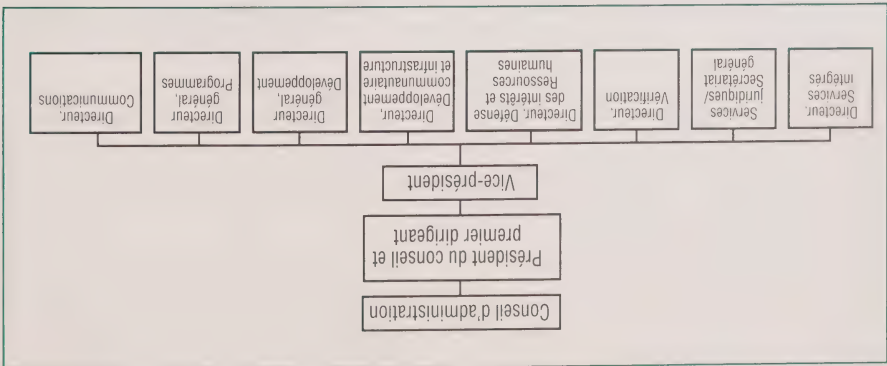 Conseil d'administration
Président du conseil et
premier dirigeant
Vice-président
Directeur.
Services
intégrés
Services
juridiques/
Secrétariat
général
Directeur.
Vérification
Directeur. Défense
des intérêts et
Ressources
humaines
Directeur,
Développement
communautaire
et infrastructure
Directeur
général,
Développement
Directeur
général,
Programmes
Directeur.
Communications